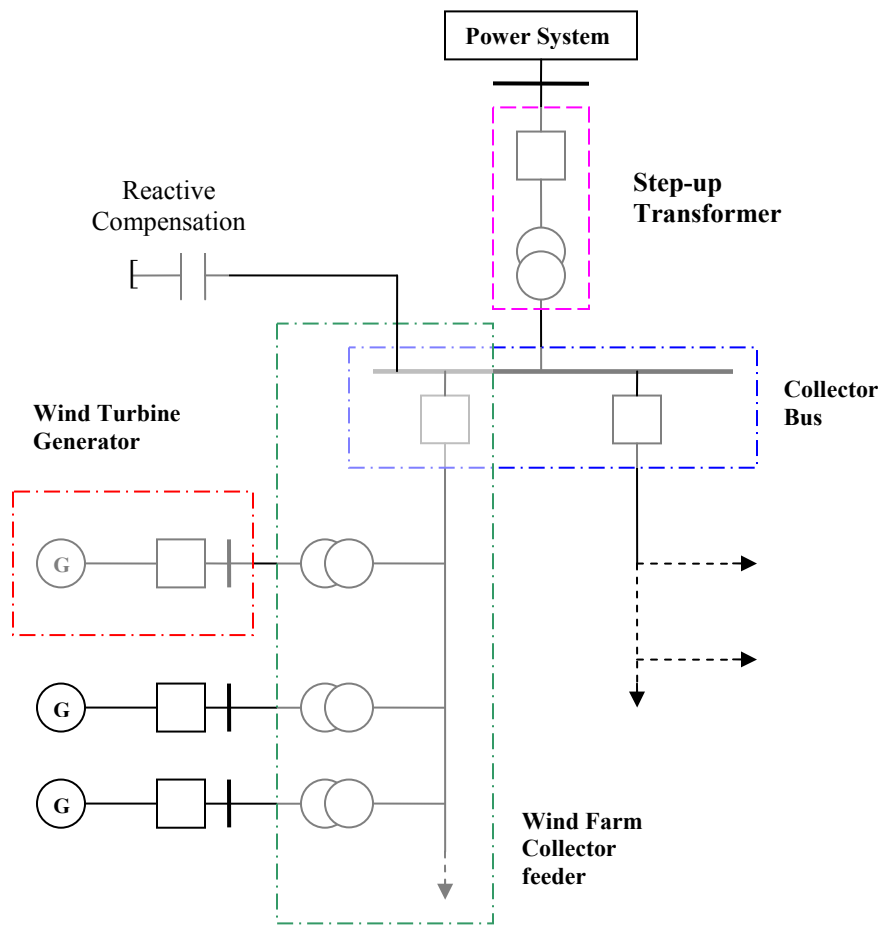 Power System
Step-up
Transformer
Reactive
Compensation
Collector
Bus
Wind Turbine
Generator
G
G
G
Wind Farm
Collector
feeder